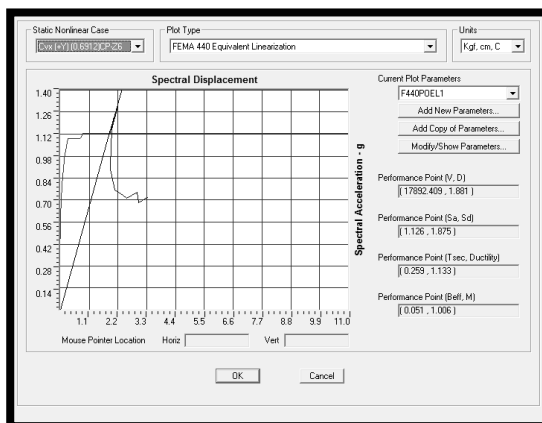 Static Nonlinear Case
Cvx (+Y) (0.6912)CP-Z6
Plot Type
FEMA 440 Equivalent Linearization
Units
Kgf, cm, C
Spectral Displacement
1.40
1.26
1.12
0.98
0.84
0.70
0.56
0.42
0.28
0.14
1.1 2.2 3.3 4.4 5.5 6.6 7.7 8.8 9.9 11.0
Spectral Acceleration - g
Mouse Pointer Location Horiz Vert
Current Plot Parameters
F440POEL1
Add New Parameters...
Add Copy of Parameters...
Modify/Show Parameters...
Performance Point (V, D)
( 17892.409 , 1.881 )
Performance Point (Sa, Sd)
( 1.126 , 1.875 )
Performance Point (Tsec, Ductility)
( 0.259 , 1.133 )
Performance Point (Beff, M)
( 0.051 , 1.006 )
OK Cancel